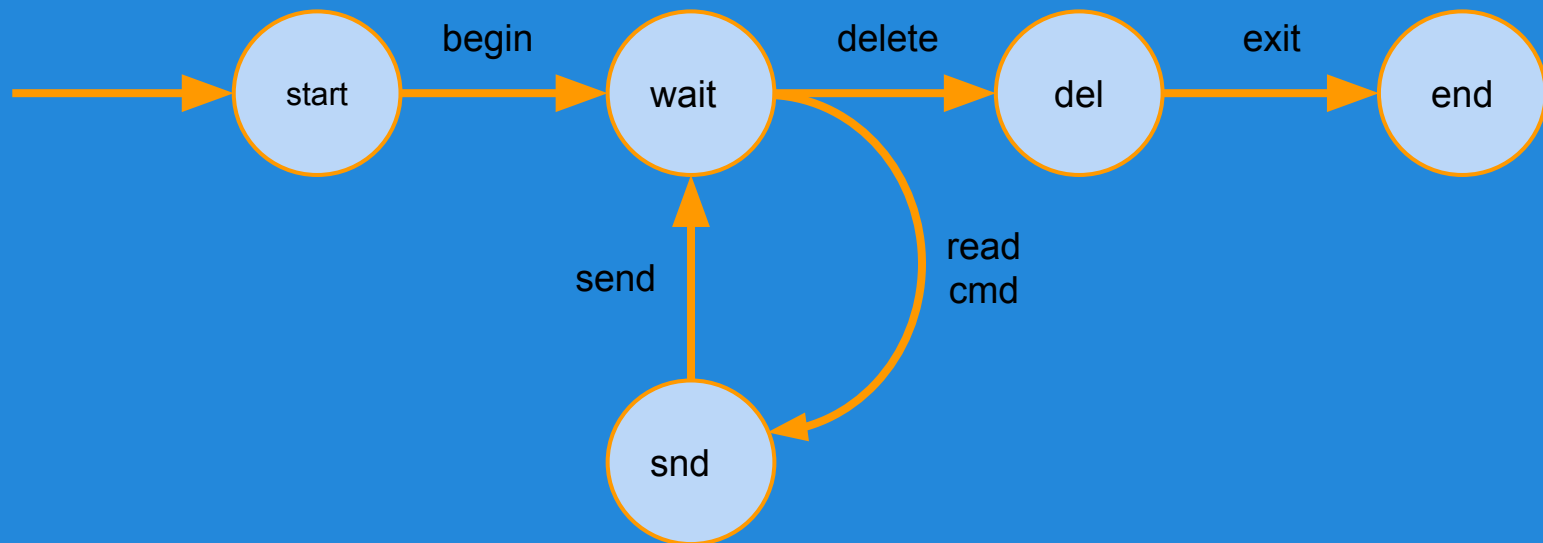 begin
delete
exit
start
wait
del
end
read
cmd
send
snd